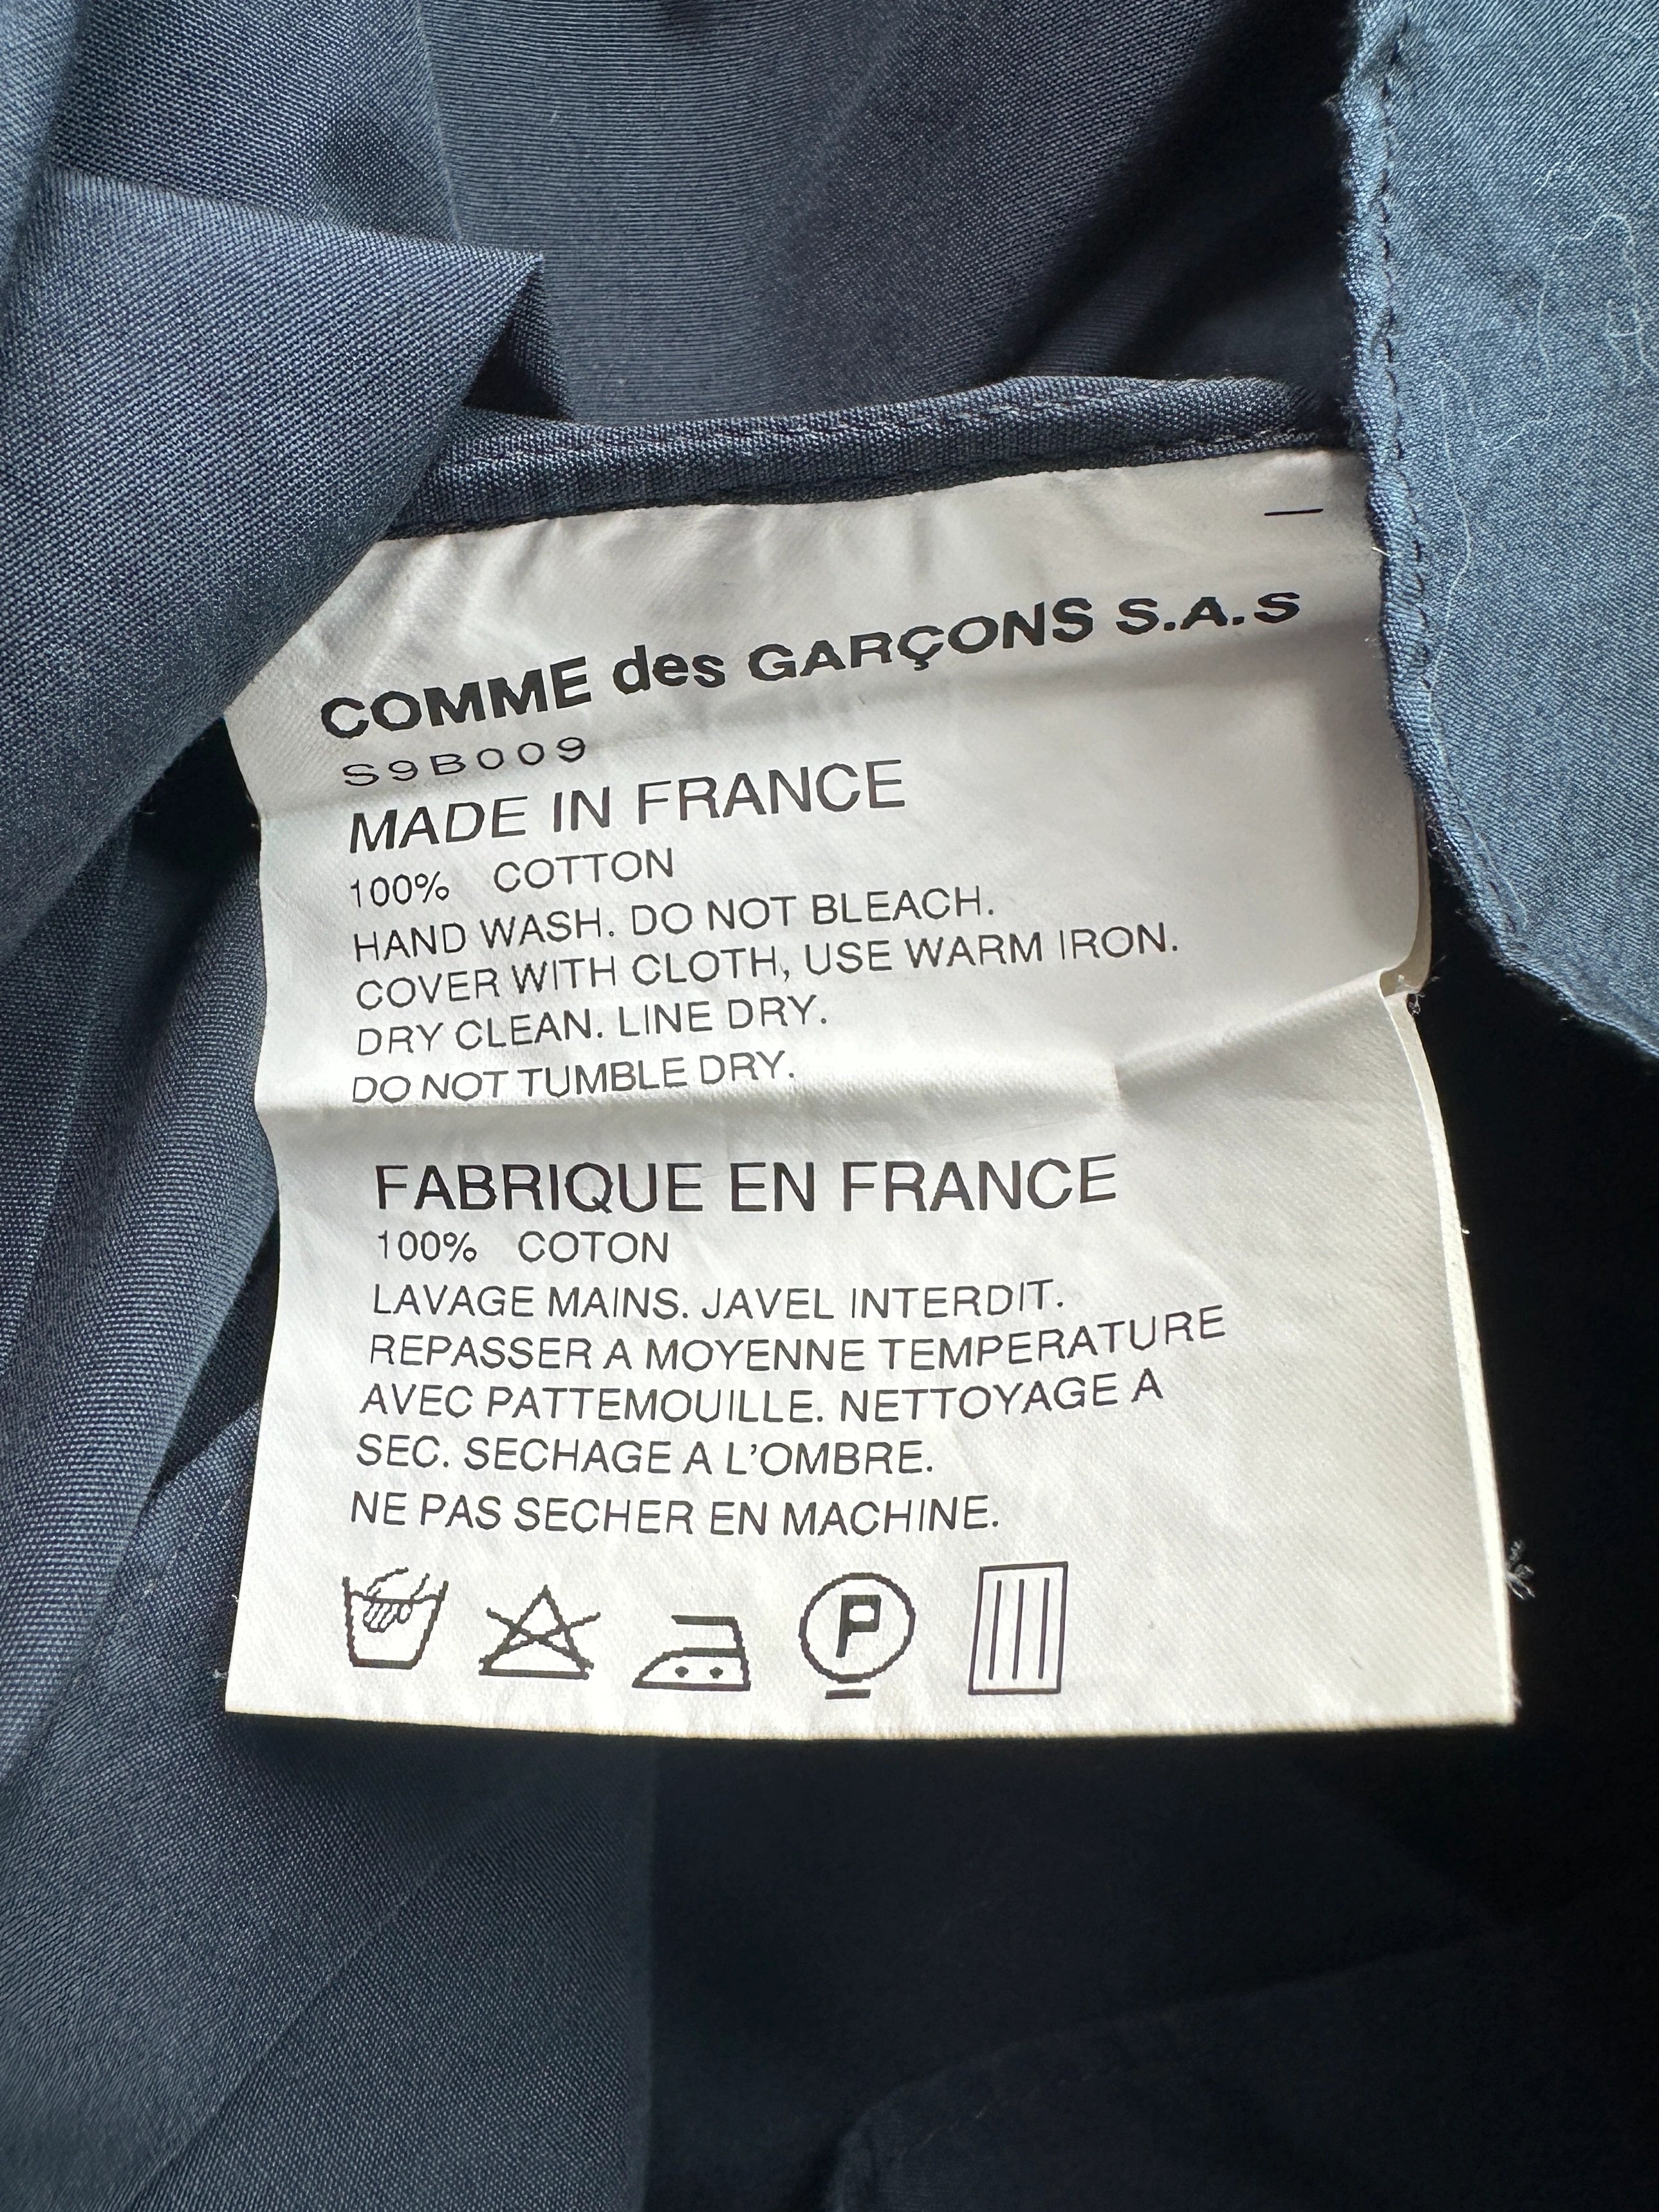 COMME des GARÇONS S.A.S
S9B009
MADE IN FRANCE
100% COTTON
HAND WASH. DO NOT BLEACH.
COVER WITH CLOTH, USE WARM IRON.
DRY CLEAN. LINE DRY.
DO NOT TUMBLE DRY.
FABRIQUE EN FRANCE
100% COTON
LAVAGE MAINS. JAVEL INTERDIT.
REPASSER A MOYENNE TEMPERATURE
AVEC PATTEMOUILLE. NETTOYAGE A
SEC. SECHAGE A L'OMBRE.
NE PAS SECHER EN MACHINE.
P